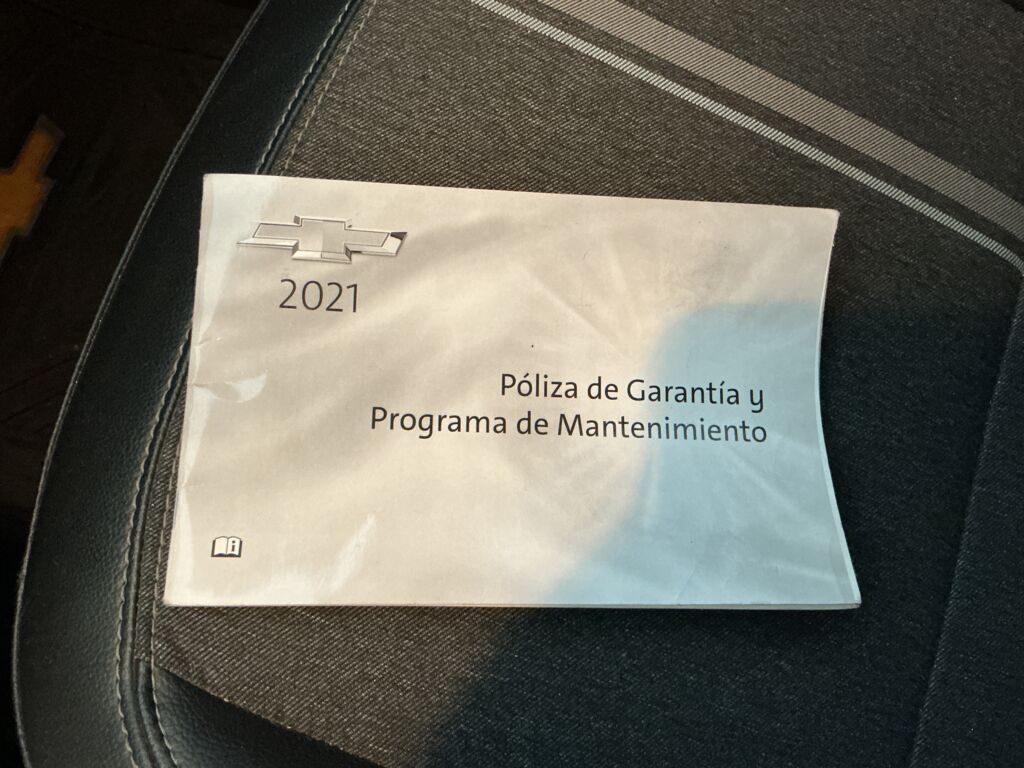 2021
Póliza de Garantía y
Programa de Mantenimiento